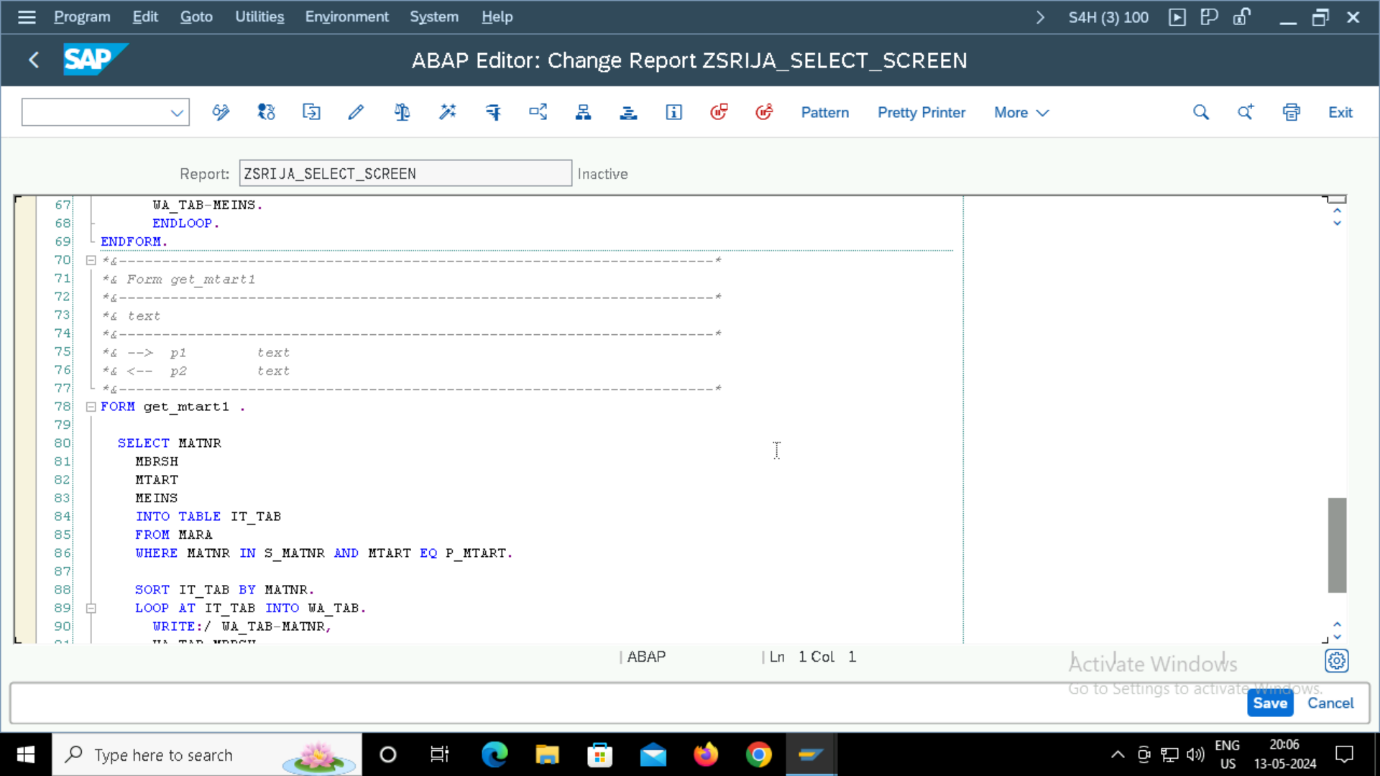 Program Edit Goto Utilities Environment System Help S4H (3) 100
SAP ABAP Editor: Change Report ZSRIJA_SELECT_SCREEN
Pattern Pretty Printer More Exit
Report: ZSRIJA_SELECT_SCREEN Inactive
67 WA_TAB-MEINS.
68 ENDLOOP.
69 ENDFORM.
70 *&---------------------------------------------------------------------*
71 *& Form get_mtart1
72 *&---------------------------------------------------------------------*
73 *& text
74 *&---------------------------------------------------------------------*
75 *& --> p1 text
76 *& <-- p2 text
77 *&---------------------------------------------------------------------*
78 FORM get_mtart1 .
79
80 SELECT MATNR
81 MBRSH
82 MTART
83 MEINS
84 INTO TABLE IT_TAB
85 FROM MARA
86 WHERE MATNR IN S_MATNR AND MTART EQ P_MTART.
87
88 SORT IT_TAB BY MATNR.
89 LOOP AT IT_TAB INTO WA_TAB.
90 WRITE:/ WA_TAB-MATNR,
ABAP Ln 1 Col 1
Activate Windows
Go to Settings to activate Windows.
Save Cancel
Type here to search
ENG 20:06
US 13-05-2024